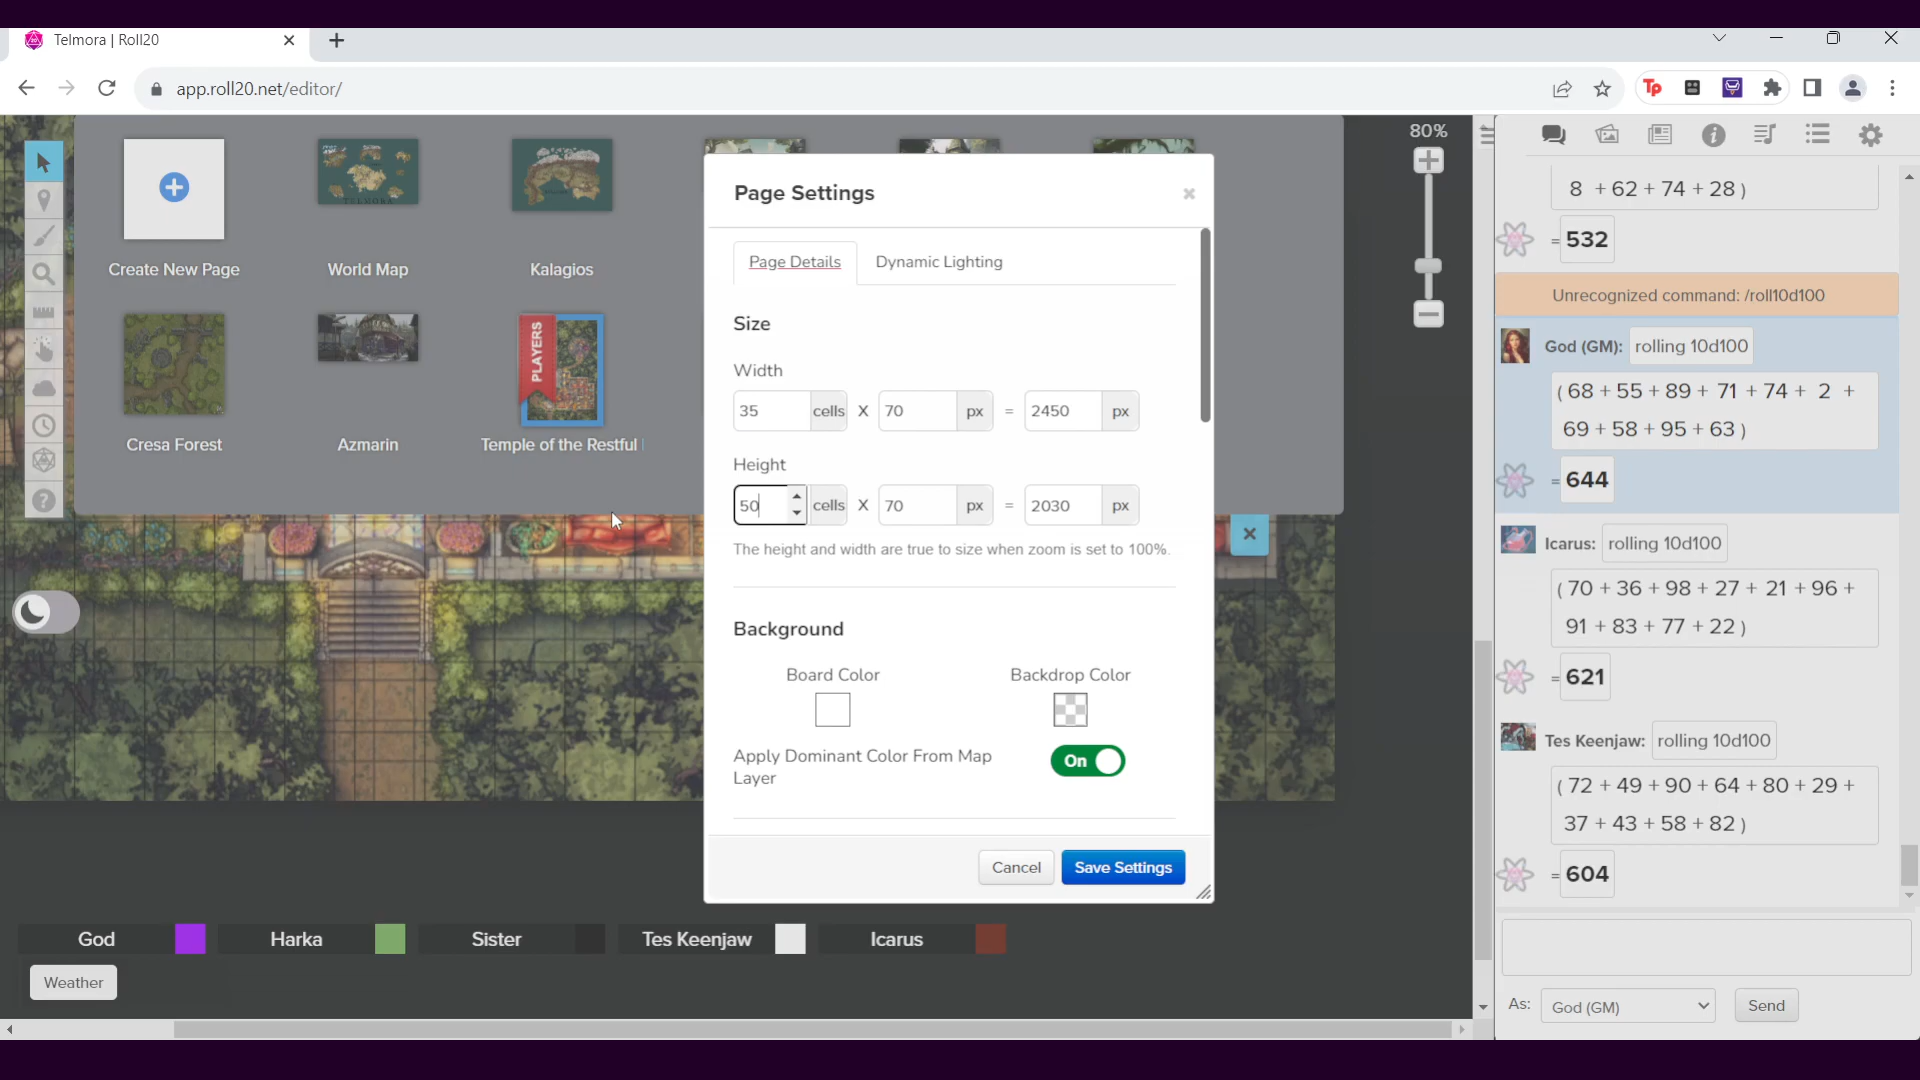 Telmora | Roll20
app.roll20.net/editor/
Tp
Create New Page
World Map
TELMORA
Kalagios
Cresa Forest
Azmarin
PLAYERS
Temple of the Restful
80%
Page Settings
Page Details
Dynamic Lighting
Size
Width
35 cells X 70 px = 2450 px
Height
50 cells X 70 px = 2030 px
The height and width are true to size when zoom is set to 100%.
Background
Board Color
Backdrop Color
Apply Dominant Color From Map
Layer
On
Cancel
Save Settings
God
Harka
Sister
Tes Keenjaw
Icarus
Weather
8 + 62 + 74 + 28 )
= 532
Unrecognized command: /roll10d100
God (GM): rolling 10d100
( 68 + 55 + 89 + 71 + 74 + 2 +
69 + 58 + 95 + 63 )
= 644
Icarus: rolling 10d100
( 70 + 36 + 98 + 27 + 21 + 96 +
91 + 83 + 77 + 22 )
= 621
Tes Keenjaw: rolling 10d100
( 72 + 49 + 90 + 64 + 80 + 29 +
37 + 43 + 58 + 82 )
= 604
As: God (GM)
Send